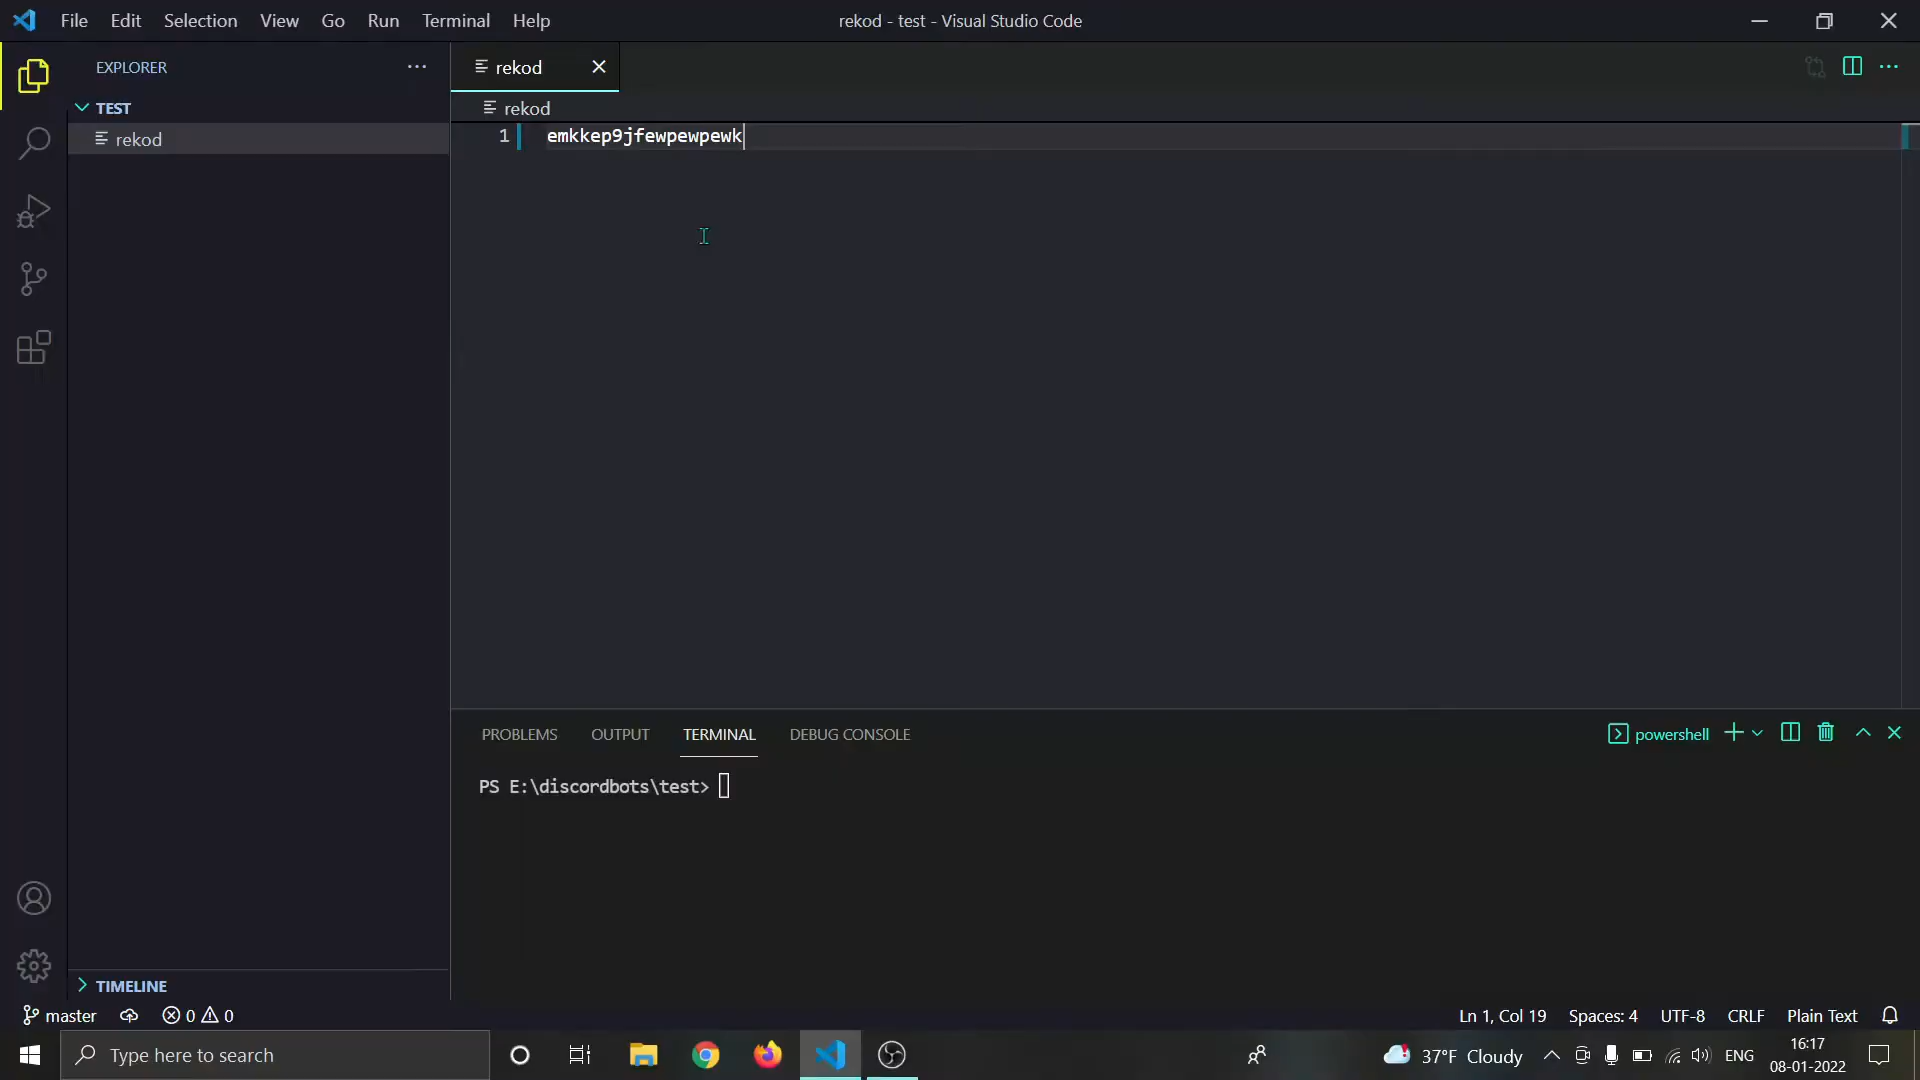 File Edit Selection View Go Run Terminal Help
rekod - test - Visual Studio Code
EXPLORER
TEST
rekod
rekod
rekod
1 emkkep9jfewpewpewk
PROBLEMS OUTPUT TERMINAL DEBUG CONSOLE
powershell
PS E:\discordbots\test>
TIMELINE
master 0 0
Ln 1, Col 19 Spaces: 4 UTF-8 CRLF Plain Text
Type here to search
37°F Cloudy
ENG
16:17
08-01-2022